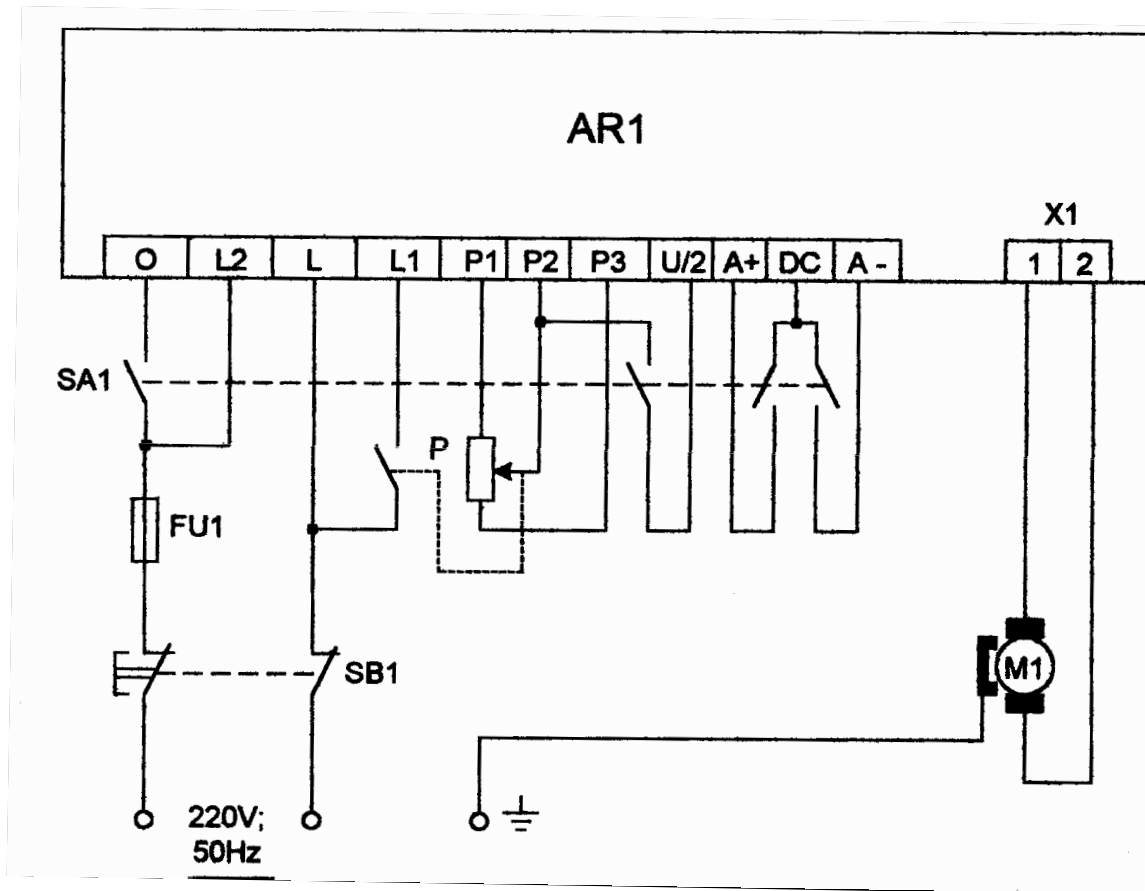 AR1
X1
O L2 L L1 P1 P2 P3 U/2 A+ DC A - 1 2
SA1
P
FU1
SB1
M1
220V;
50Hz